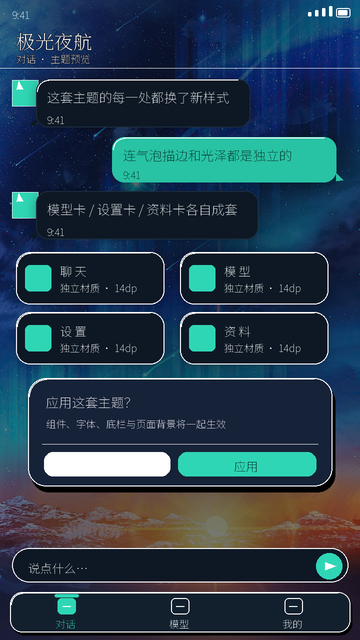 9:41
极光夜航
对话 · 主题预览
这套主题的每一处都换了新样式
9:41
连气泡描边和光泽都是独立的
9:41
模型卡 / 设置卡 / 资料卡各自成套
9:41
聊天
独立材质 · 14dp
模型
独立材质 · 14dp
设置
独立材质 · 14dp
资料
独立材质 · 14dp
应用这套主题？
组件、字体、底栏与页面背景将一起生效
应用
说点什么…
对话
模型
我的